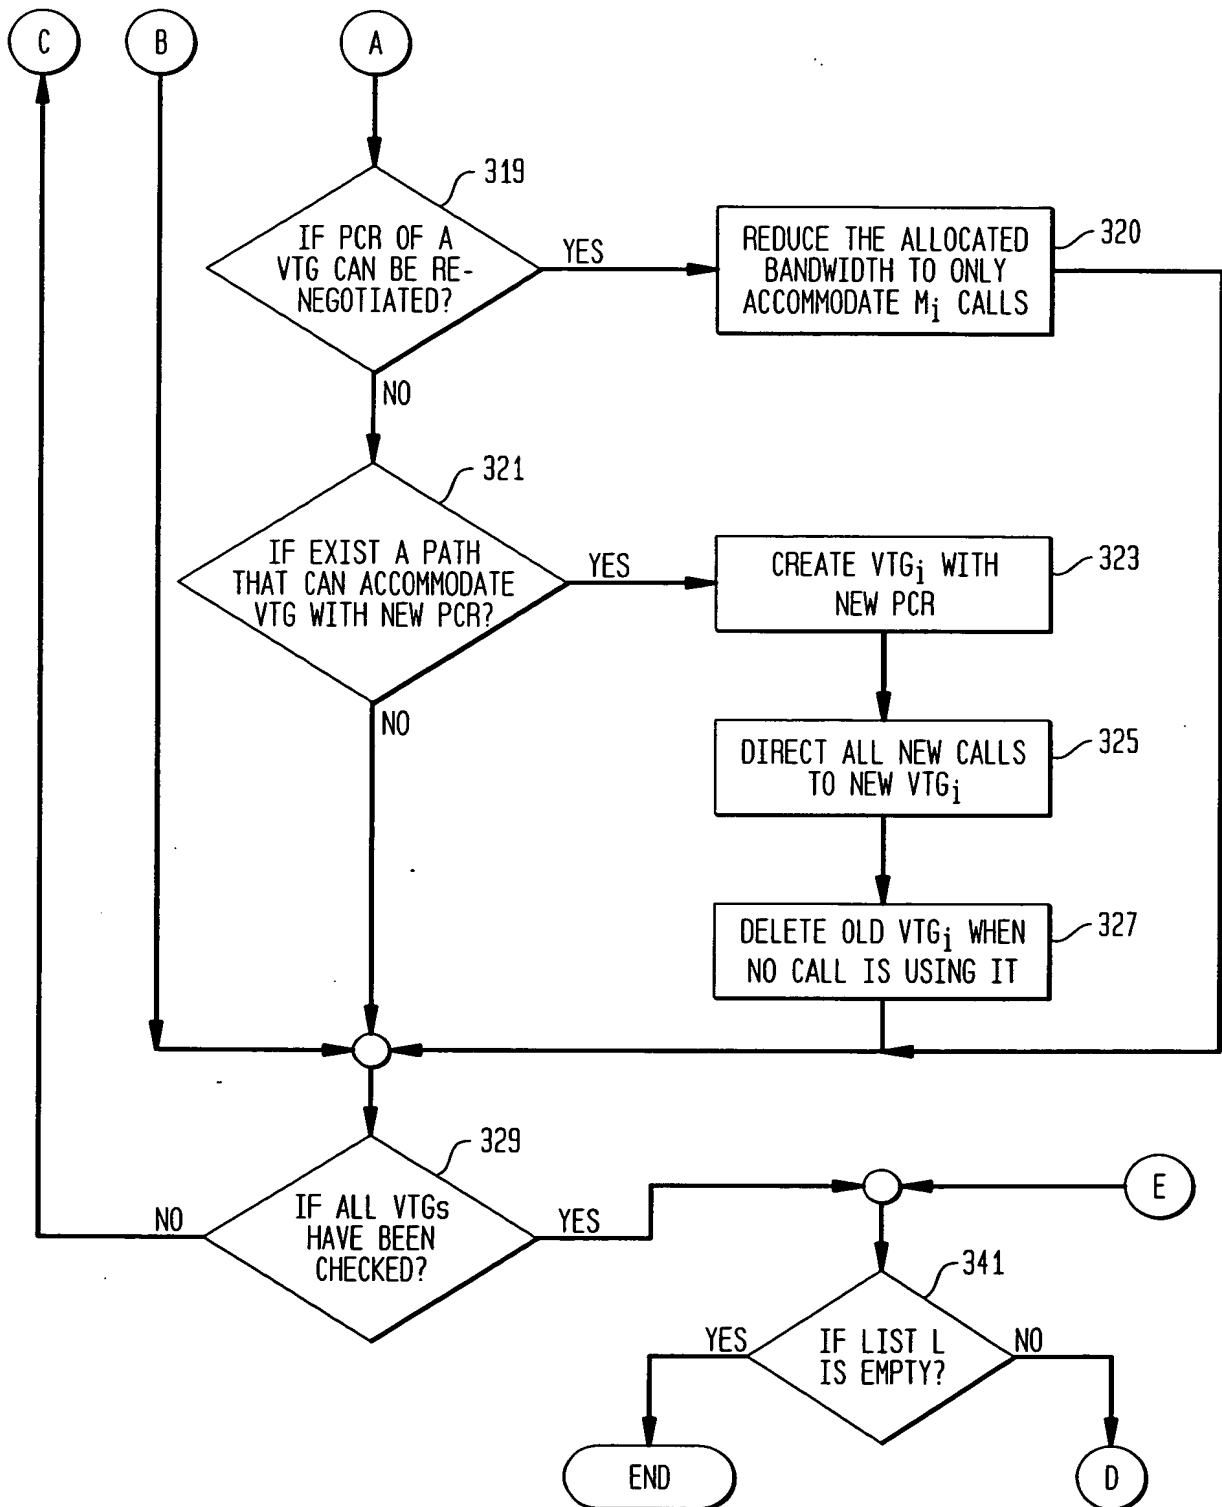 C
B
A
319
IF PCR OF A
VTG CAN BE RE-
NEGOTIATED?
YES
NO
REDUCE THE ALLOCATED
BANDWIDTH TO ONLY
ACCOMMODATE Mi CALLS
320
321
IF EXIST A PATH
THAT CAN ACCOMMODATE
VTG WITH NEW PCR?
YES
NO
CREATE VTGi WITH
NEW PCR
323
DIRECT ALL NEW CALLS
TO NEW VTGi
325
DELETE OLD VTGi WHEN
NO CALL IS USING IT
327
329
IF ALL VTGs
HAVE BEEN
CHECKED?
NO
YES
E
341
IF LIST L
IS EMPTY?
YES
NO
END
D